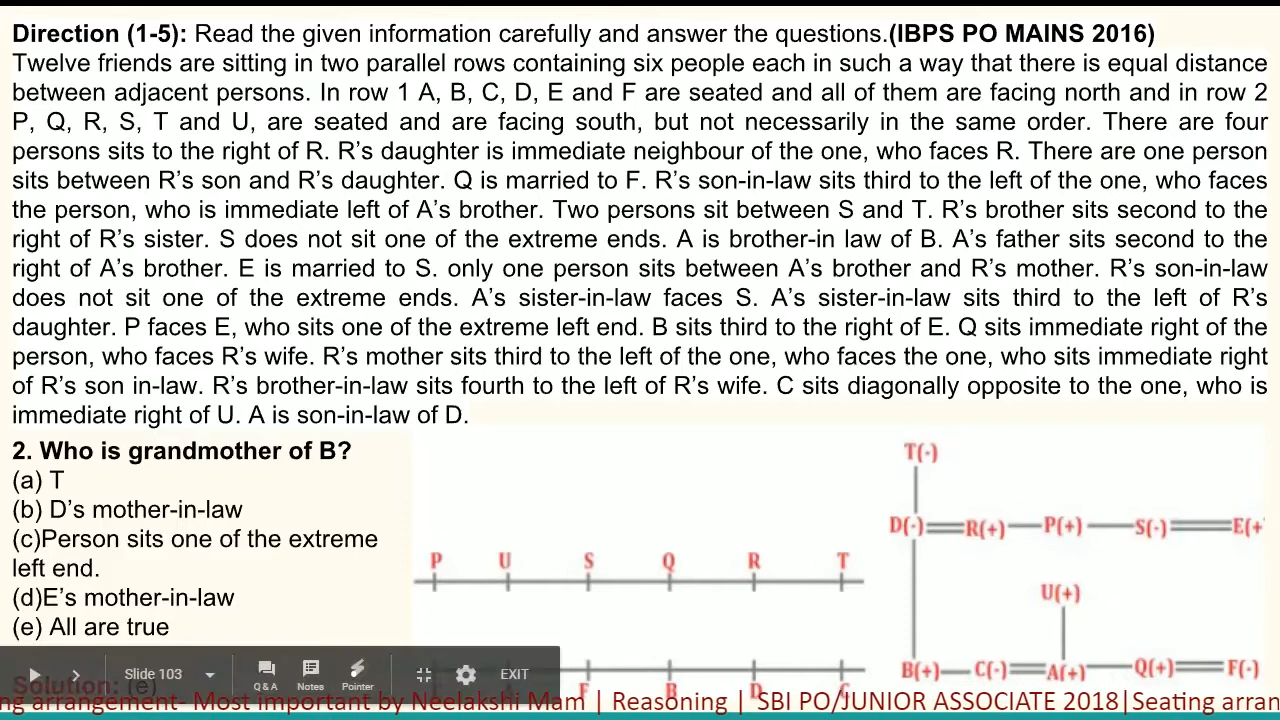 Direction (1-5): Read the given information carefully and answer the questions.(IBPS PO MAINS 2016)
Twelve friends are sitting in two parallel rows containing six people each in such a way that there is equal distance
between adjacent persons. In row 1 A, B, C, D, E and F are seated and all of them are facing north and in row 2
P, Q, R, S, T and U, are seated and are facing south, but not necessarily in the same order. There are four
persons sits to the right of R. R’s daughter is immediate neighbour of the one, who faces R. There are one person
sits between R’s son and R’s daughter. Q is married to F. R’s son-in-law sits third to the left of the one, who faces
the person, who is immediate left of A’s brother. Two persons sit between S and T. R’s brother sits second to the
right of R’s sister. S does not sit one of the extreme ends. A is brother-in law of B. A’s father sits second to the
right of A’s brother. E is married to S. only one person sits between A’s brother and R’s mother. R’s son-in-law
does not sit one of the extreme ends. A’s sister-in-law faces S. A’s sister-in-law sits third to the left of R’s
daughter. P faces E, who sits one of the extreme left end. B sits third to the right of E. Q sits immediate right of the
person, who faces R’s wife. R’s mother sits third to the left of the one, who faces the one, who sits immediate right
of R’s son in-law. R’s brother-in-law sits fourth to the left of R’s wife. C sits diagonally opposite to the one, who is
immediate right of U. A is son-in-law of D.
2. Who is grandmother of B?
(a) T
(b) D’s mother-in-law
(c)Person sits one of the extreme
left end.
(d)E’s mother-in-law
(e) All are true
T(-)
D(-) R(+) P(+) S(-) E(+
P U S Q R T
U(+)
B(+) C(-) A(+) Q(+) F(-)
Slide 103 Q & A Notes Pointer EXIT
F B D C
Solution: (e)
ng arrangement- Most important by Neelakshi Mam | Reasoning | SBI PO/JUNIOR ASSOCIATE 2018|Seating arran